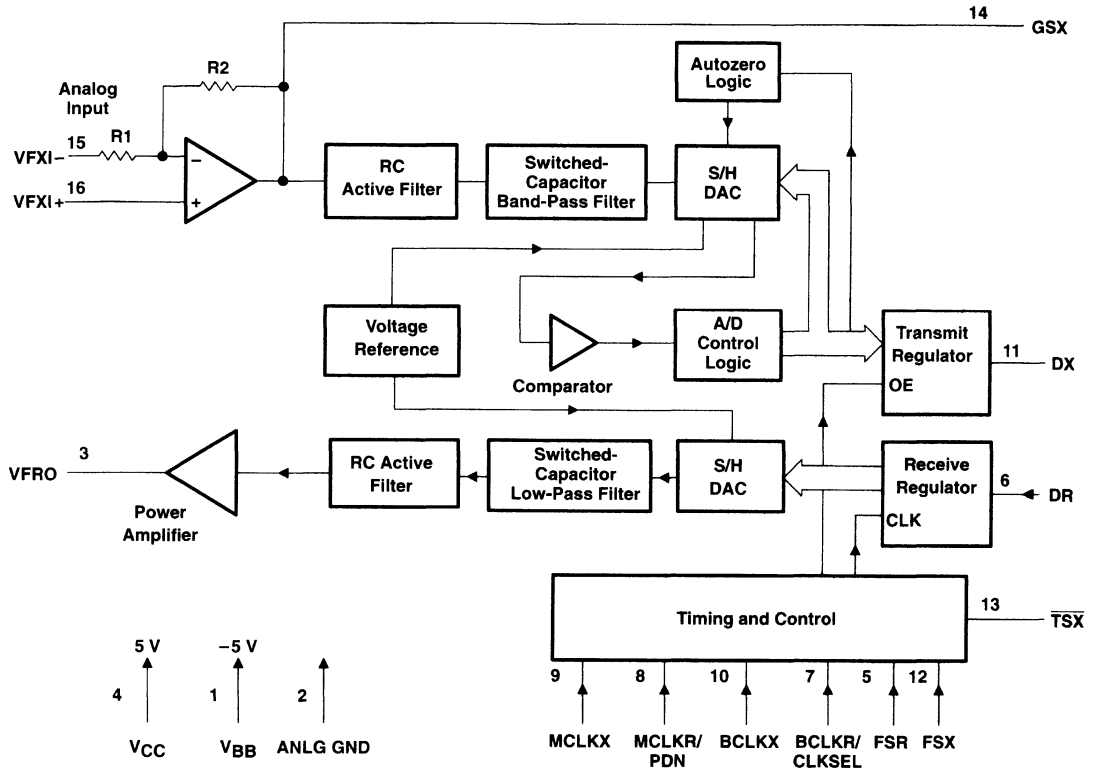 14
GSX
R2
Autozero
Logic
Analog
Input
15
R1
VFXI–
–
16
VFXI+
+
RC
Active Filter
Switched-
Capacitor
Band-Pass Filter
S/H
DAC
Voltage
Reference
Comparator
A/D
Control
Logic
Transmit
Regulator
OE
11
DX
3
VFRO
Power
Amplifier
RC Active
Filter
Switched-
Capacitor
Low-Pass Filter
S/H
DAC
Receive
Regulator
CLK
6
DR
Timing and Control
13
TSX
5 V
–5 V
4
1
2
VCC
VBB
ANLG GND
9
8
10
7
5
12
MCLKX
MCLKR/
PDN
BCLKX
BCLKR/
CLKSEL
FSR
FSX